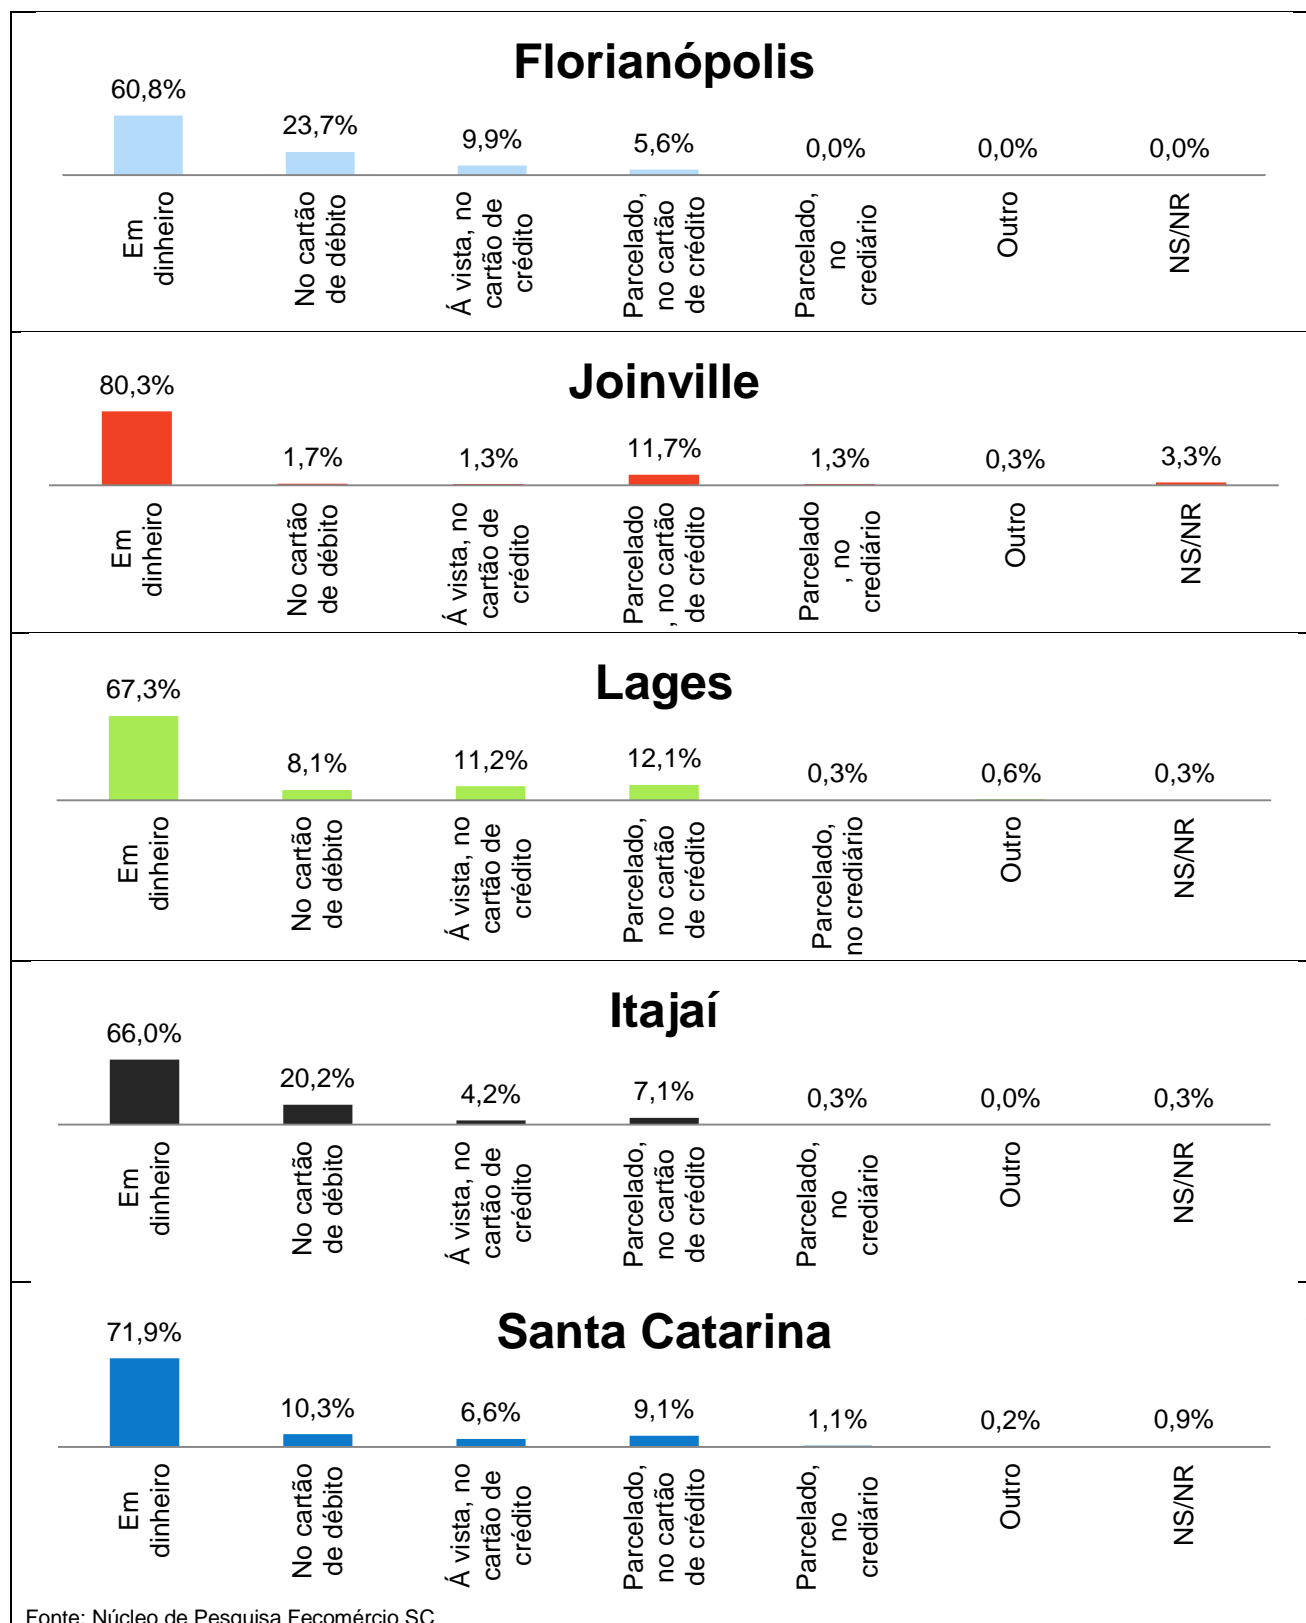 Florianópolis
60,8%
23,7%
9,9%
5,6%
0,0%
0,0%
0,0%
Em
dinheiro
No cartão
de débito
Á vista, no
cartão de
crédito
Parcelado,
no cartão
de crédito
Parcelado,
no
crediário
Outro
NS/NR
Joinville
80,3%
1,7%
1,3%
11,7%
1,3%
0,3%
3,3%
Em
dinheiro
No cartão
de débito
Á vista, no
cartão de
crédito
Parcelado
, no cartão
de crédito
Parcelado
, no
crediário
Outro
NS/NR
Lages
67,3%
8,1%
11,2%
12,1%
0,3%
0,6%
0,3%
Em
dinheiro
No cartão
de débito
Á vista, no
cartão de
crédito
Parcelado,
no cartão
de crédito
Parcelado,
no crediário
Outro
NS/NR
Itajaí
66,0%
20,2%
4,2%
7,1%
0,3%
0,0%
0,3%
Em
dinheiro
No cartão
de débito
Á vista, no
cartão de
crédito
Parcelado,
no cartão
de crédito
Parcelado,
no
crediário
Outro
NS/NR
Santa Catarina
71,9%
10,3%
6,6%
9,1%
1,1%
0,2%
0,9%
Em
dinheiro
No cartão
de débito
Á vista, no
cartão de
crédito
Parcelado,
no cartão
de crédito
Parcelado,
no
crediário
Outro
NS/NR
Fonte: Núcleo de Pesquisa Fecomércio SC